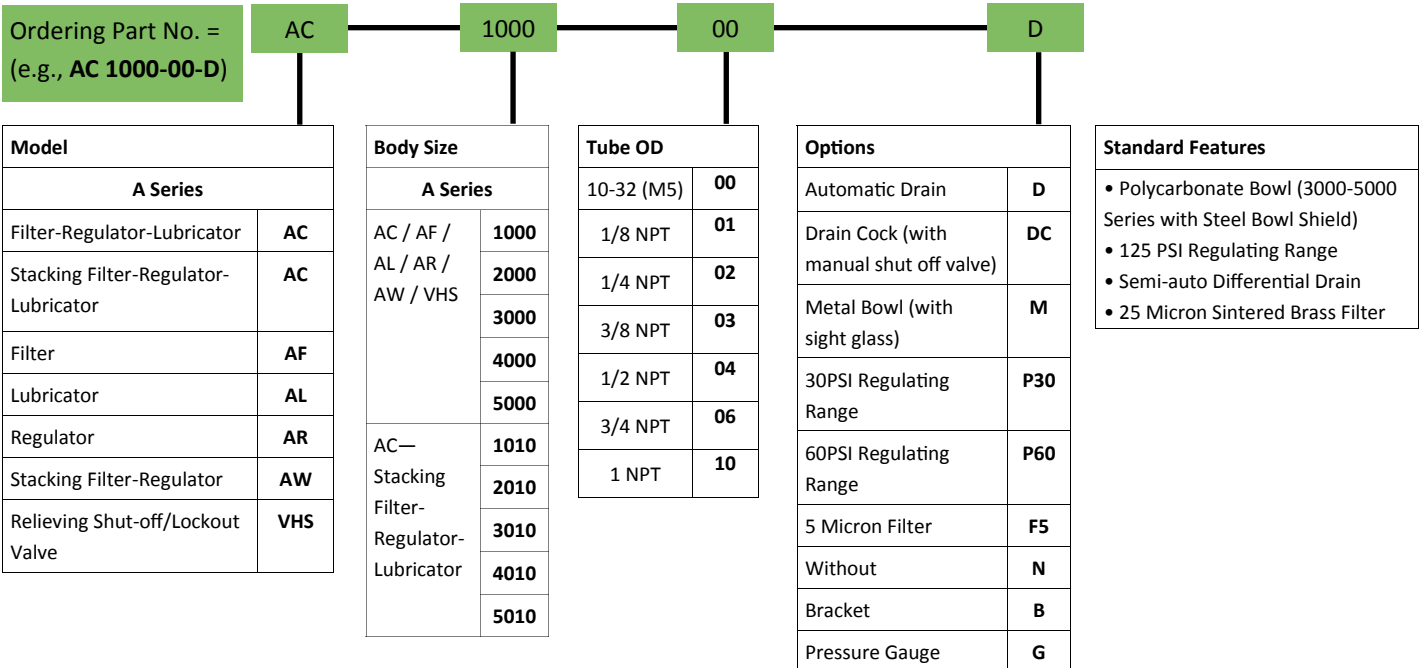 Ordering Part No. =
(e.g., AC 1000-00-D)
AC
1000
00
D
Model
A Series
Filter-Regulator-Lubricator AC
Stacking Filter-Regulator- AC
Lubricator
Filter AF
Lubricator AL
Regulator AR
Stacking Filter-Regulator AW
Relieving Shut-off/Lockout VHS
Valve
Body Size
A Series
AC / AF / 1000
AL / AR / 2000
AW / VHS
3000
4000
5000
AC— 1010
Stacking 2010
Filter-
Regulator- 3010
Lubricator 4010
5010
Tube OD
10-32 (M5) 00
1/8 NPT 01
1/4 NPT 02
3/8 NPT 03
1/2 NPT 04
3/4 NPT 06
1 NPT 10
Options
Automatic Drain D
Drain Cock (with DC
manual shut off valve)
Metal Bowl (with M
sight glass)
30PSI Regulating P30
Range
60PSI Regulating P60
Range
5 Micron Filter F5
Without N
Bracket B
Pressure Gauge G
Standard Features
• Polycarbonate Bowl (3000-5000
Series with Steel Bowl Shield)
• 125 PSI Regulating Range
• Semi-auto Differential Drain
• 25 Micron Sintered Brass Filter